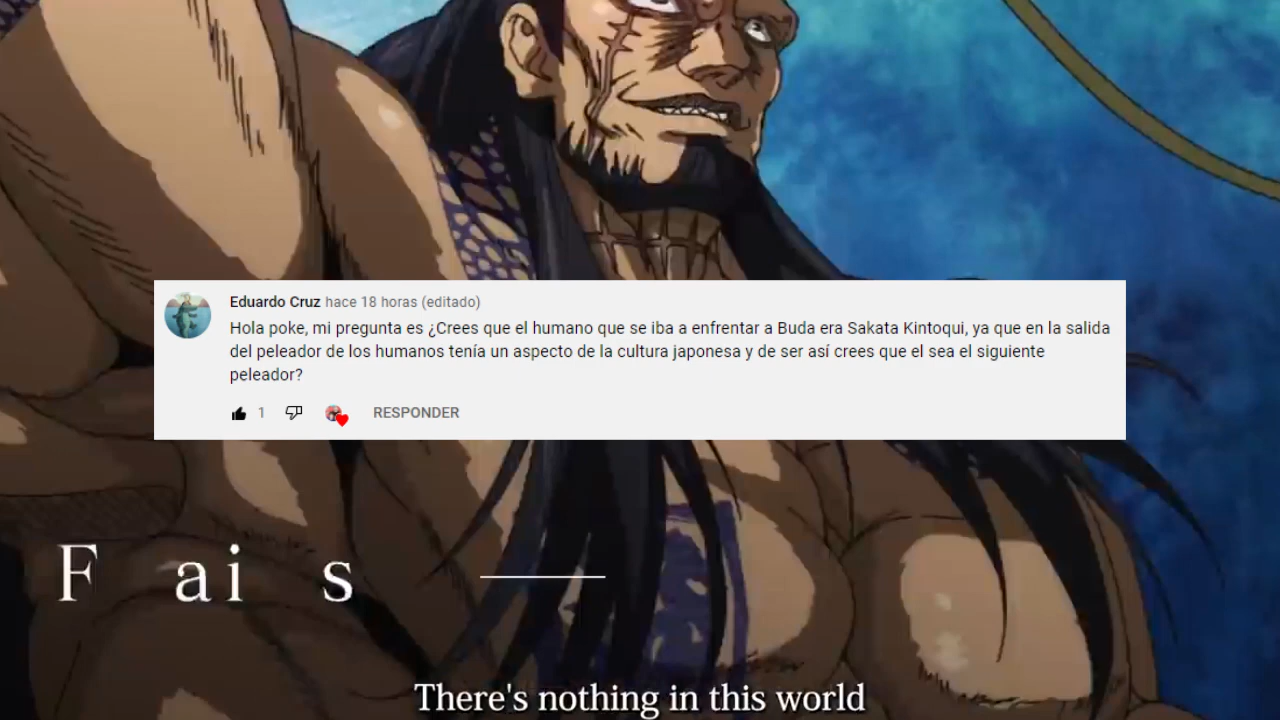 Eduardo Cruz hace 18 horas (editado)
Hola poke, mi pregunta es ¿Crees que el humano que se iba a enfrentar a Buda era Sakata Kintoqui, ya que en la salida
del peleador de los humanos tenía un aspecto de la cultura japonesa y de ser así crees que el sea el siguiente
peleador?
1 RESPONDER
F ai s
There's nothing in this world